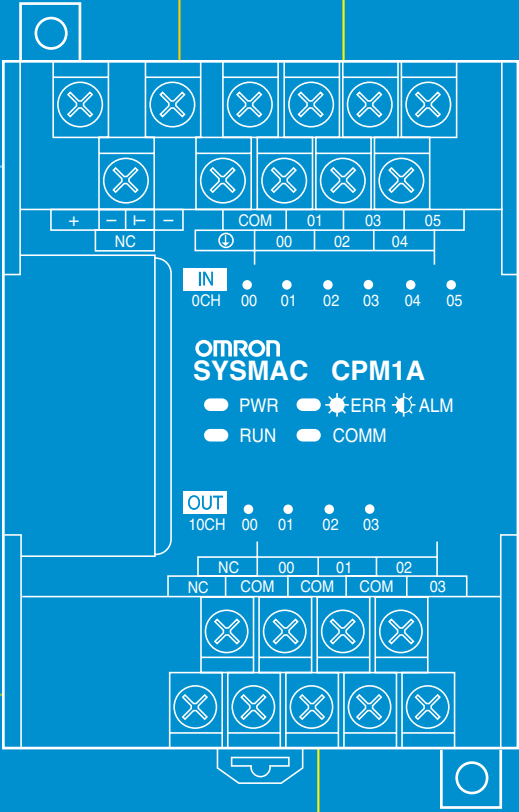 + − ⊢ − COM 01 03 05
NC ⏚ 00 02 04
IN
0CH 00 01 02 03 04 05
OMRON
SYSMAC CPM1A
PWR ERR ALM
RUN COMM
OUT
10CH 00 01 02 03
NC 00 01 02
NC COM COM COM 03